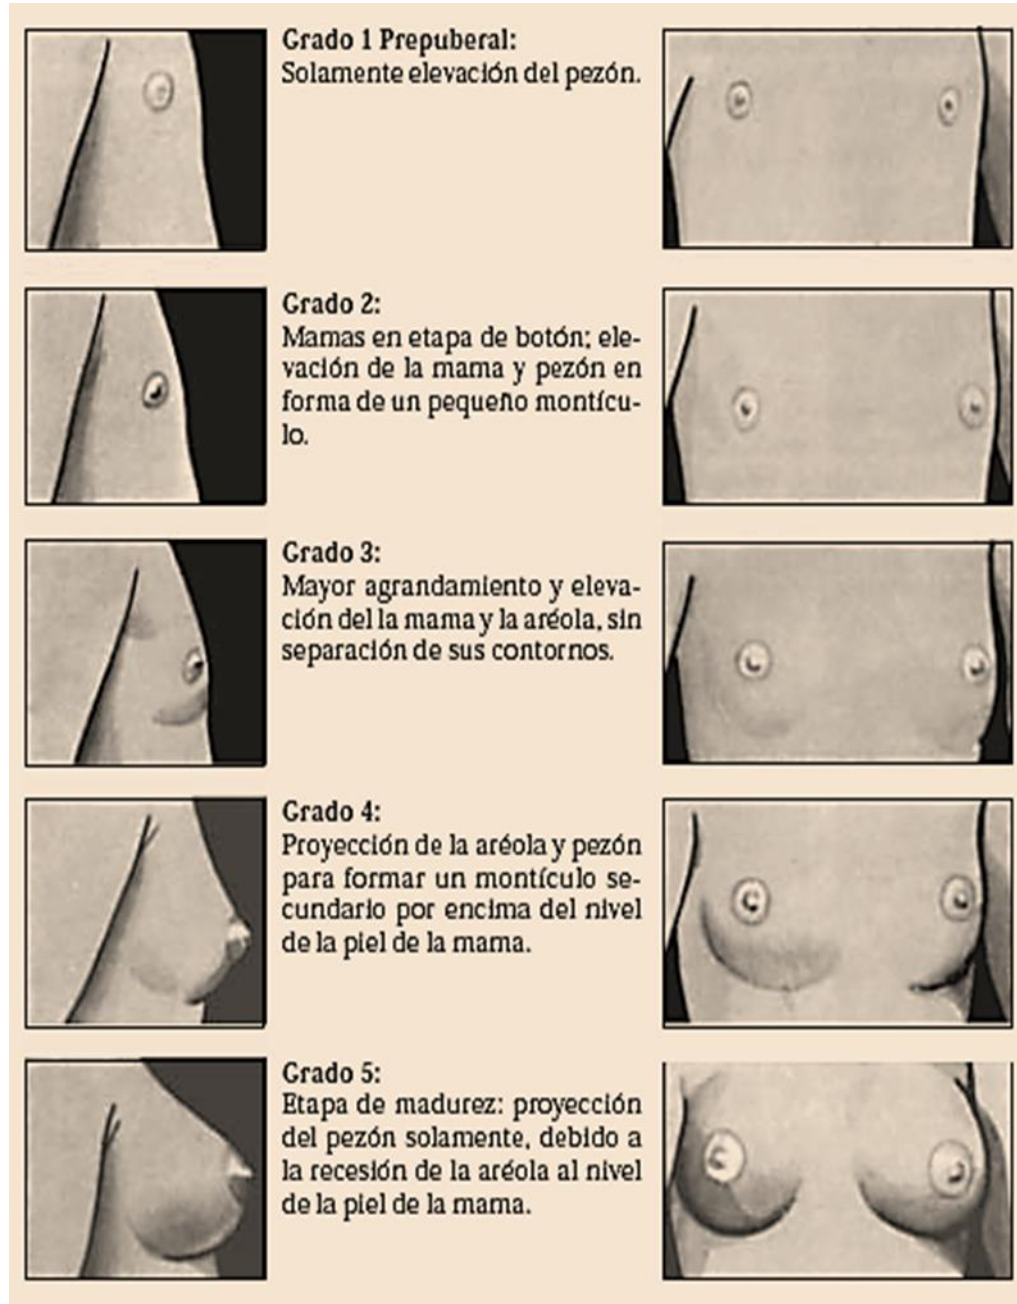 Grado 1 Prepuberal:
Solamente elevación del pezón.
Grado 2:
Mamas en etapa de botón; ele-
vación de la mama y pezón en
forma de un pequeño montícu-
lo.
Grado 3:
Mayor agrandamiento y eleva-
ción del la mama y la aréola, sin
separación de sus contornos.
Grado 4:
Proyección de la aréola y pezón
para formar un montículo se-
cundario por encima del nivel
de la piel de la mama.
Grado 5:
Etapa de madurez: proyección
del pezón solamente, debido a
la recesión de la aréola al nivel
de la piel de la mama.